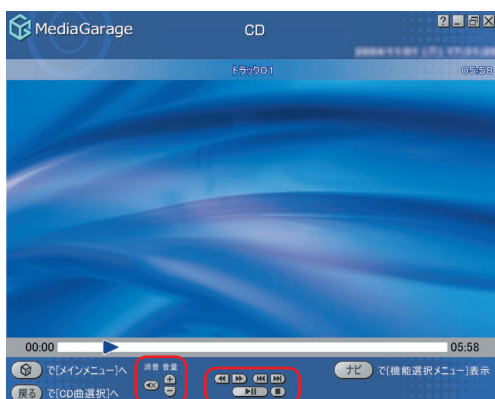 MediaGarage
CD
トラック01
05:58
00:00
05:58
で[メインメニュー]へ
消音 音量
ナビ で[機能選択メニュー]表示
戻る で[CD曲選択]へ